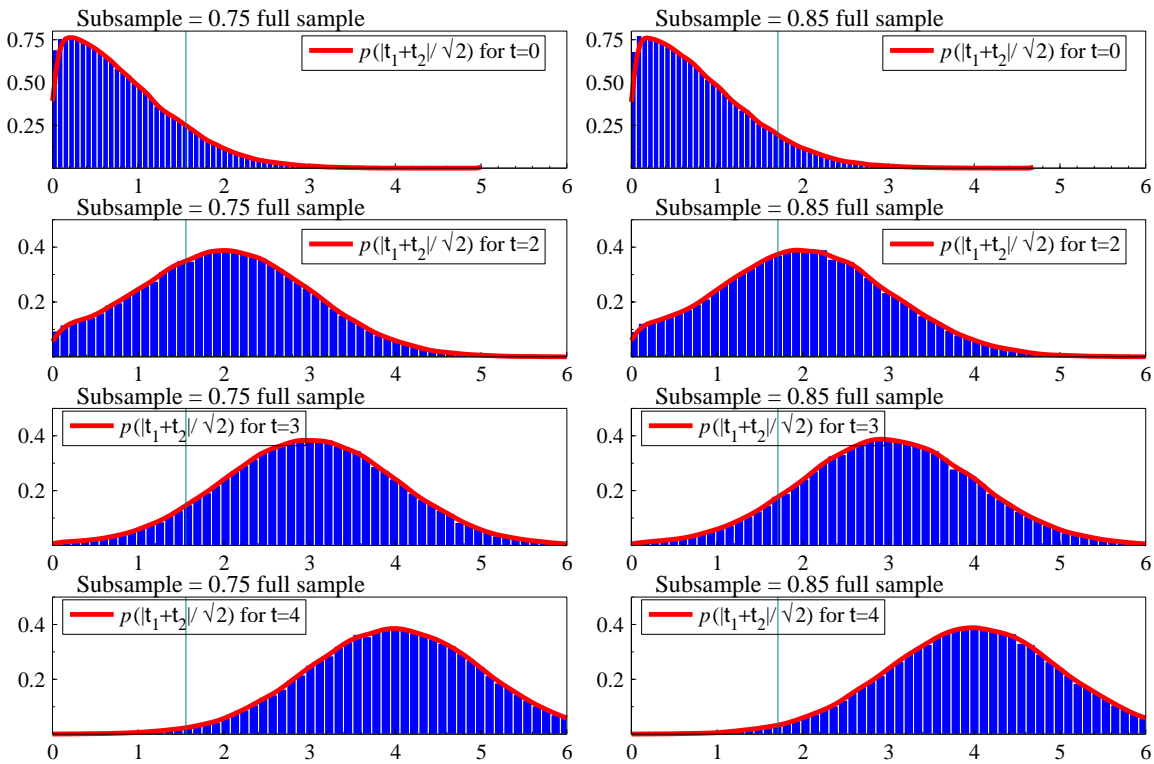 Subsample = 0.75 full sample
p(|t₁+t₂|/√2) for t=0
0.75
0.50
0.25
0 1 2 3 4 5 6
Subsample = 0.85 full sample
p(|t₁+t₂|/√2) for t=0
0.75
0.50
0.25
0 1 2 3 4 5 6
Subsample = 0.75 full sample
p(|t₁+t₂|/√2) for t=2
0.4
0.2
0 1 2 3 4 5 6
Subsample = 0.85 full sample
p(|t₁+t₂|/√2) for t=2
0.4
0.2
0 1 2 3 4 5 6
Subsample = 0.75 full sample
p(|t₁+t₂|/√2) for t=3
0.4
0.2
0 1 2 3 4 5 6
Subsample = 0.85 full sample
p(|t₁+t₂|/√2) for t=3
0.4
0.2
0 1 2 3 4 5 6
Subsample = 0.75 full sample
p(|t₁+t₂|/√2) for t=4
0.4
0.2
0 1 2 3 4 5 6
Subsample = 0.85 full sample
p(|t₁+t₂|/√2) for t=4
0.4
0.2
0 1 2 3 4 5 6